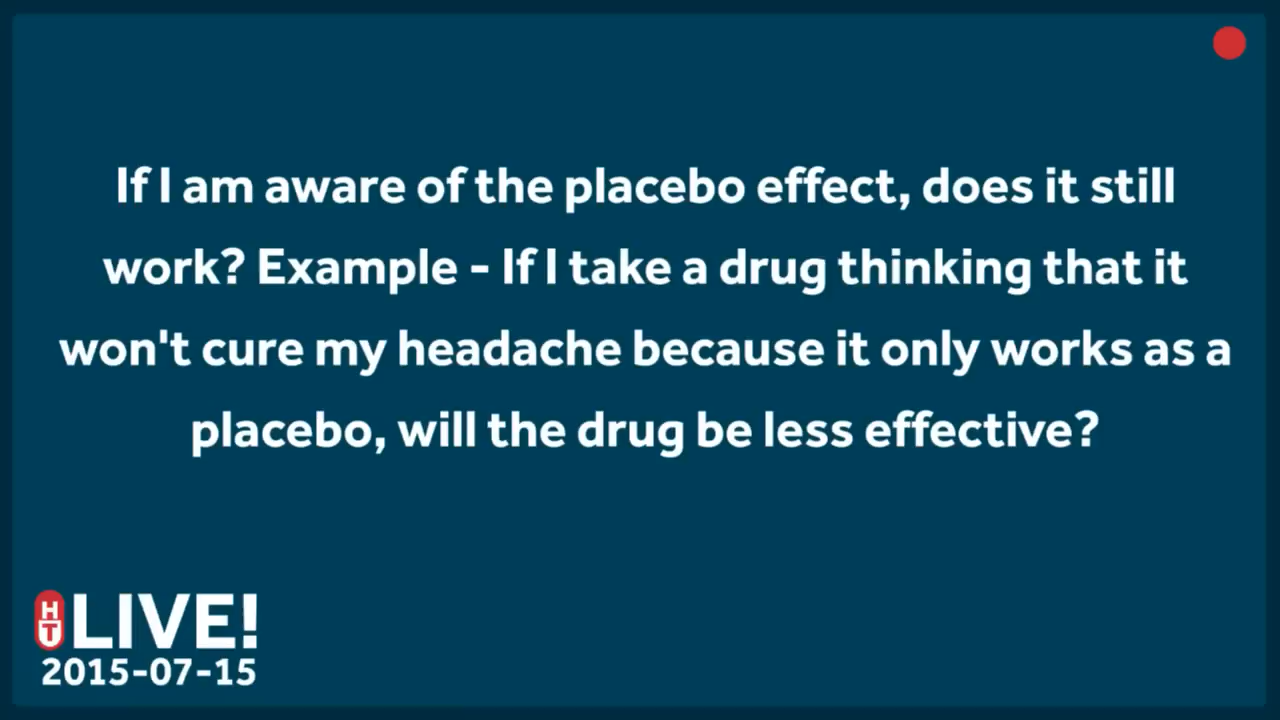 If I am aware of the placebo effect, does it still
work? Example - If I take a drug thinking that it
won't cure my headache because it only works as a
placebo, will the drug be less effective?
HT LIVE!
2015-07-15